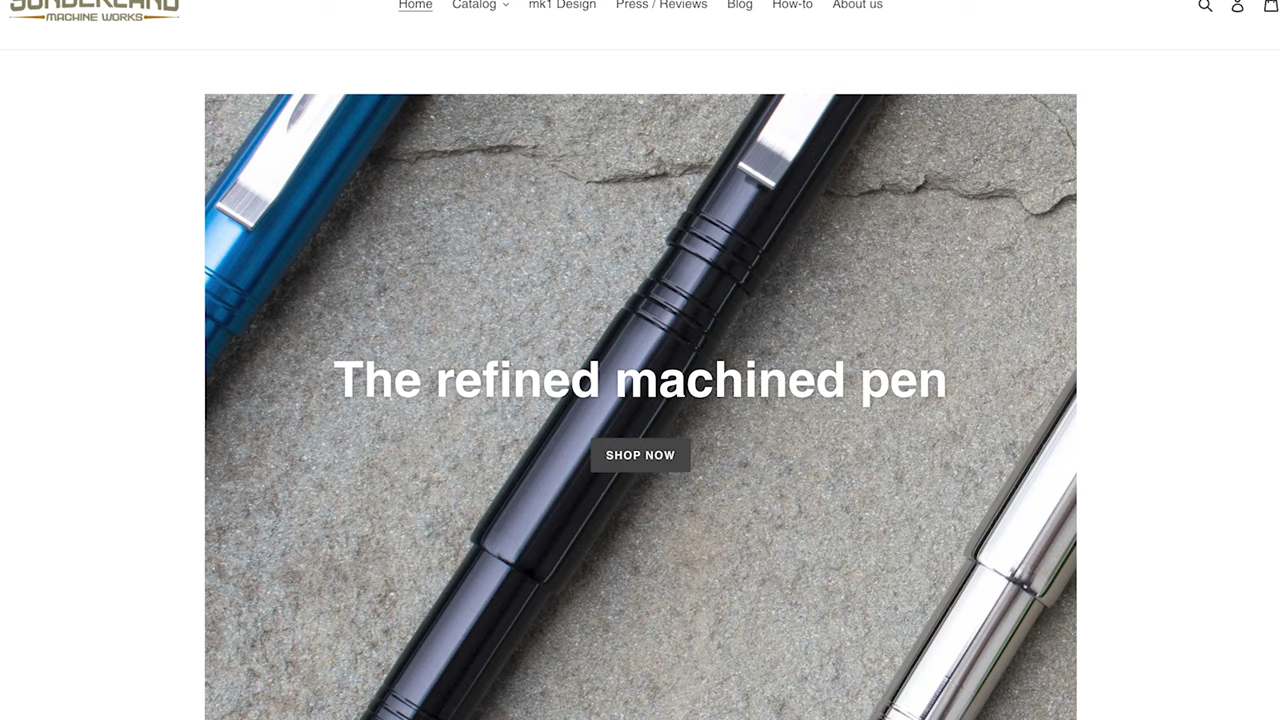 SUNDERLAND
MACHINE WORKS
Home Catalog mk1 Design Press / Reviews Blog How-to About us
The refined machined pen
SHOP NOW